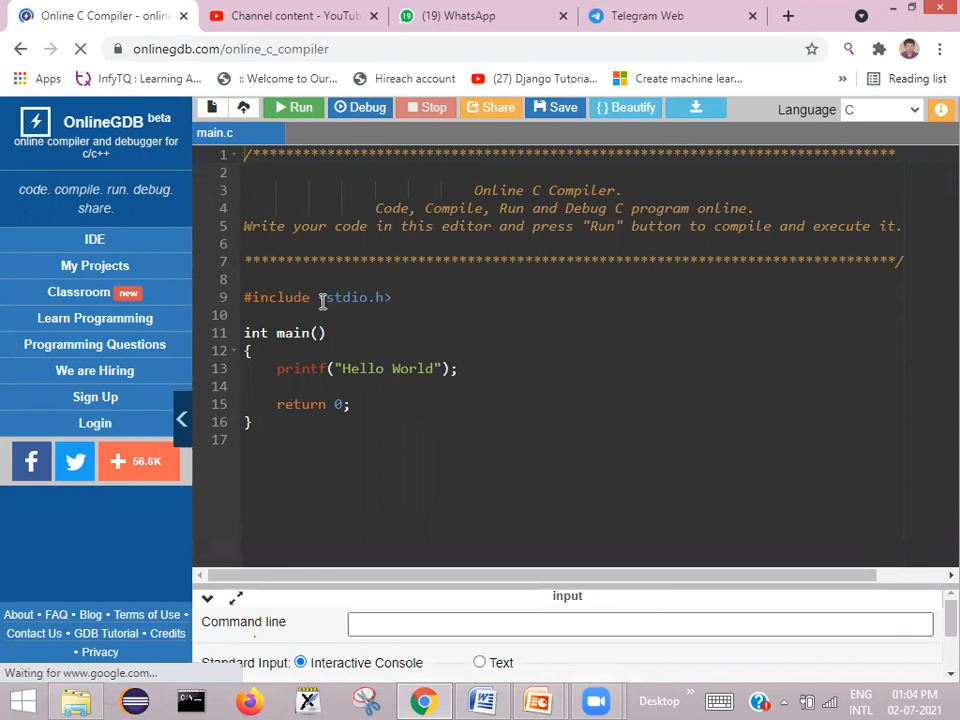 Online C Compiler - online
Channel content - YouTub
(19) WhatsApp
Telegram Web
onlinegdb.com/online_c_compiler
Apps
InfyTQ : Learning A...
:: Welcome to Our...
Hireach account
(27) Django Tutoria...
Create machine lear...
»
Reading list
OnlineGDB beta
online compiler and debugger for
c/c++
code. compile. run. debug.
share.
IDE
My Projects
Classroom new
Learn Programming
Programming Questions
We are Hiring
Sign Up
Login
f
+ 56.6K
About • FAQ • Blog • Terms of Use •
Contact Us • GDB Tutorial • Credits
• Privacy
Waiting for www.google.com...
Run
Debug
Stop
Share
Save
{ } Beautify
Language C
main.c
1 /******************************************************************************
2
3 Online C Compiler.
4 Code, Compile, Run and Debug C program online.
5 Write your code in this editor and press "Run" button to compile and execute it.
6
7 *******************************************************************************/
8
9 #include <stdio.h>
10
11 int main()
12 {
13 printf("Hello World");
14
15 return 0;
16 }
17
input
Command line
Standard Input: Interactive Console Text
Desktop »
ENG
INTL
01:04 PM
02-07-2021